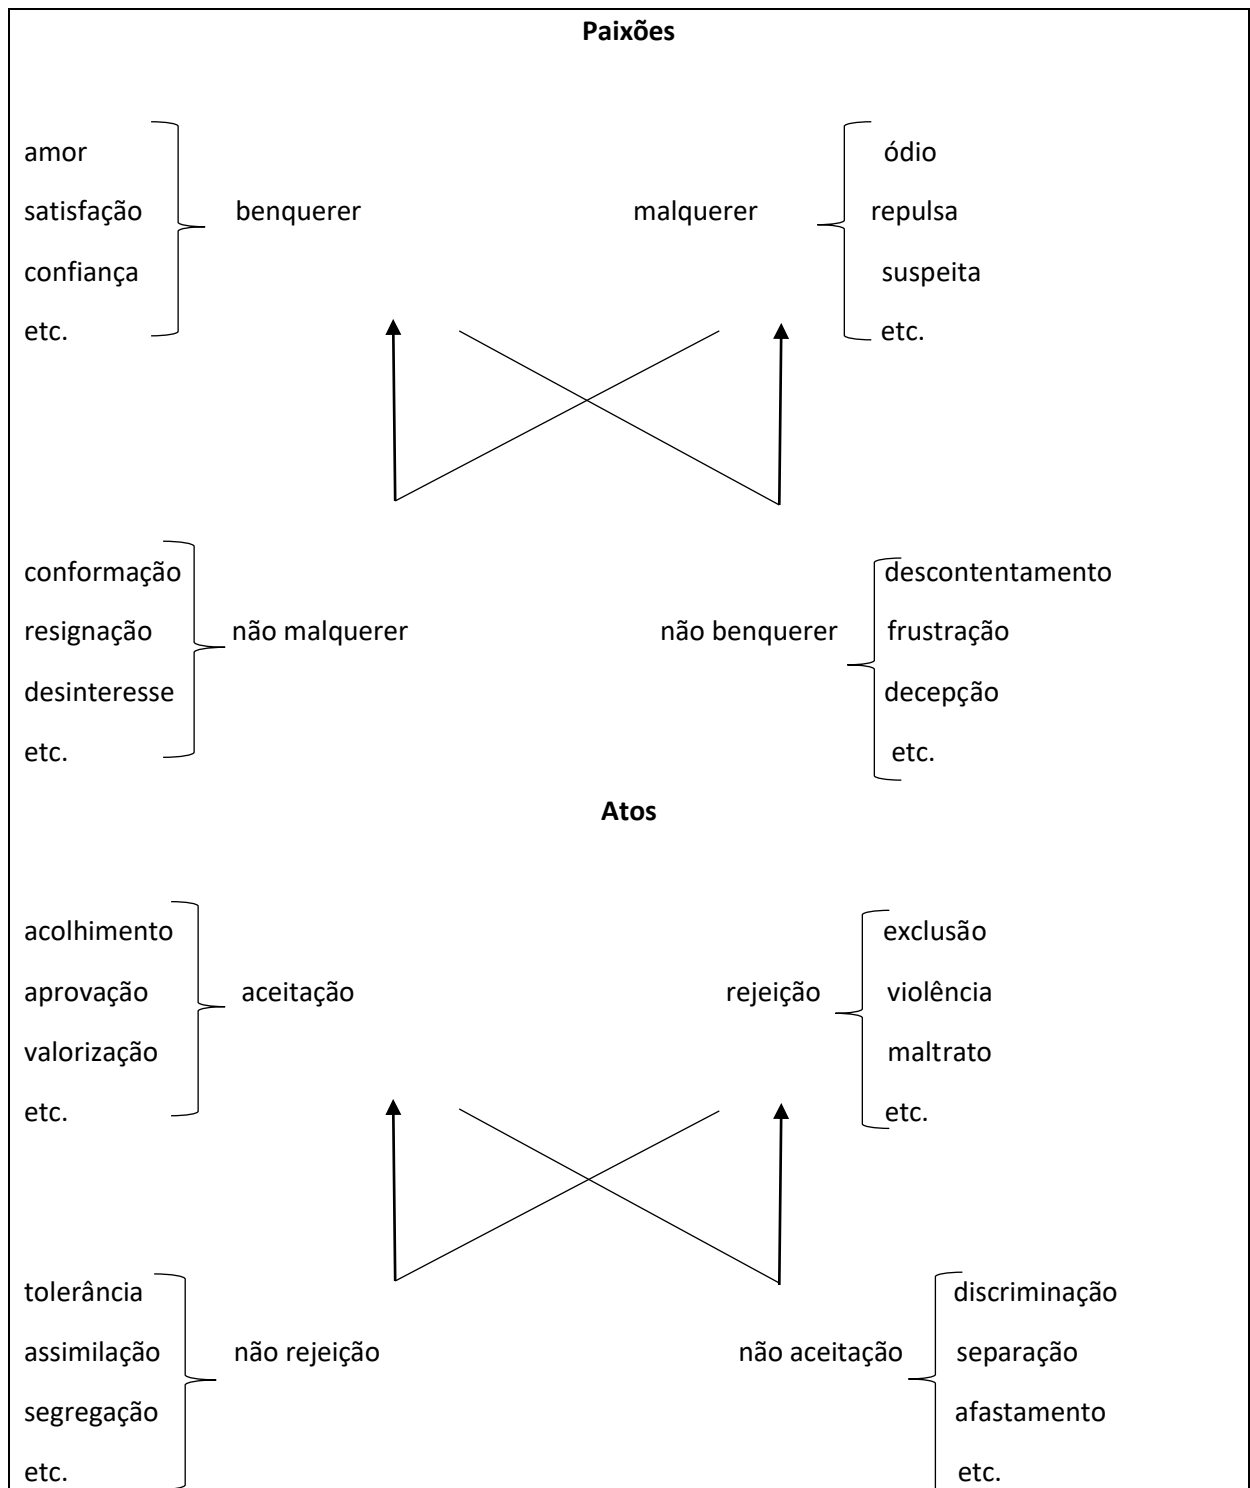 Paixões
amor ódio
satisfação benquerer malquerer repulsa
confiança suspeita
etc. etc.
conformação descontentamento
resignação não malquerer não benquerer frustração
desinteresse decepção
etc. etc.
Atos
acolhimento exclusão
aprovação aceitação rejeição violência
valorização maltrato
etc. etc.
tolerância discriminação
assimilação não rejeição não aceitação separação
segregação afastamento
etc. etc.